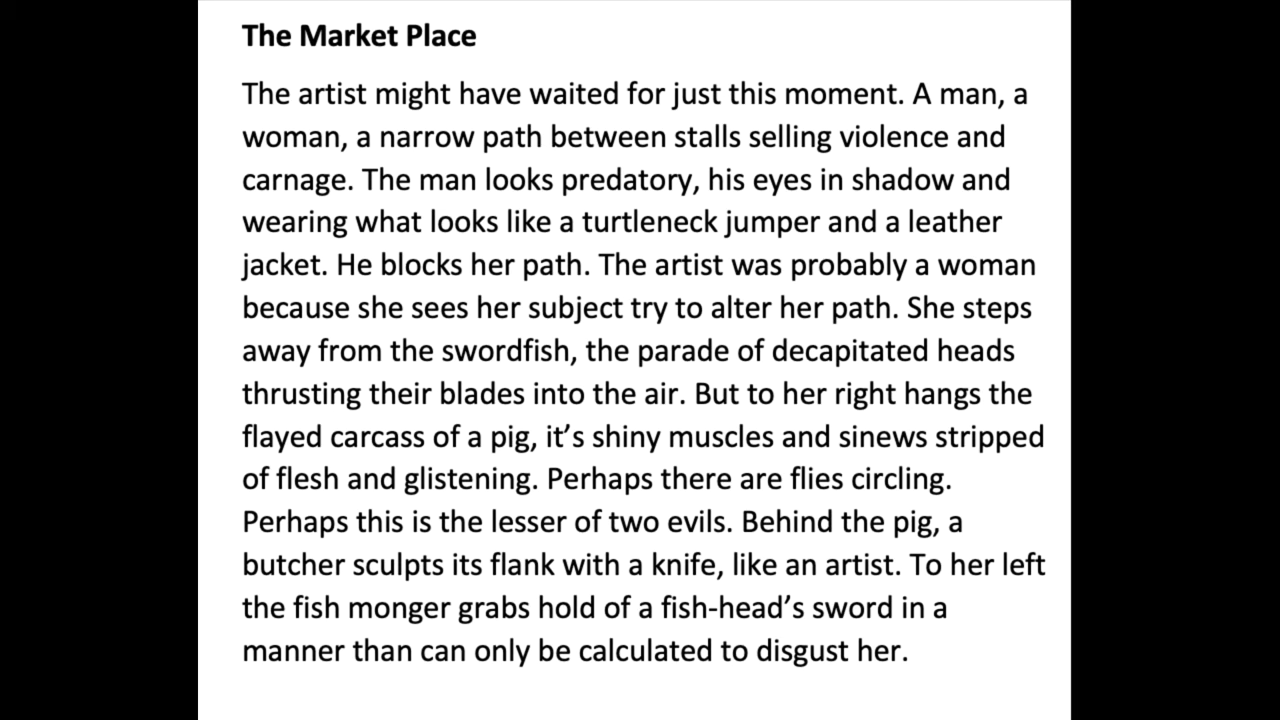 The Market Place
The artist might have waited for just this moment. A man, a
woman, a narrow path between stalls selling violence and
carnage. The man looks predatory, his eyes in shadow and
wearing what looks like a turtleneck jumper and a leather
jacket. He blocks her path. The artist was probably a woman
because she sees her subject try to alter her path. She steps
away from the swordfish, the parade of decapitated heads
thrusting their blades into the air. But to her right hangs the
flayed carcass of a pig, it’s shiny muscles and sinews stripped
of flesh and glistening. Perhaps there are flies circling.
Perhaps this is the lesser of two evils. Behind the pig, a
butcher sculpts its flank with a knife, like an artist. To her left
the fish monger grabs hold of a fish-head’s sword in a
manner than can only be calculated to disgust her.